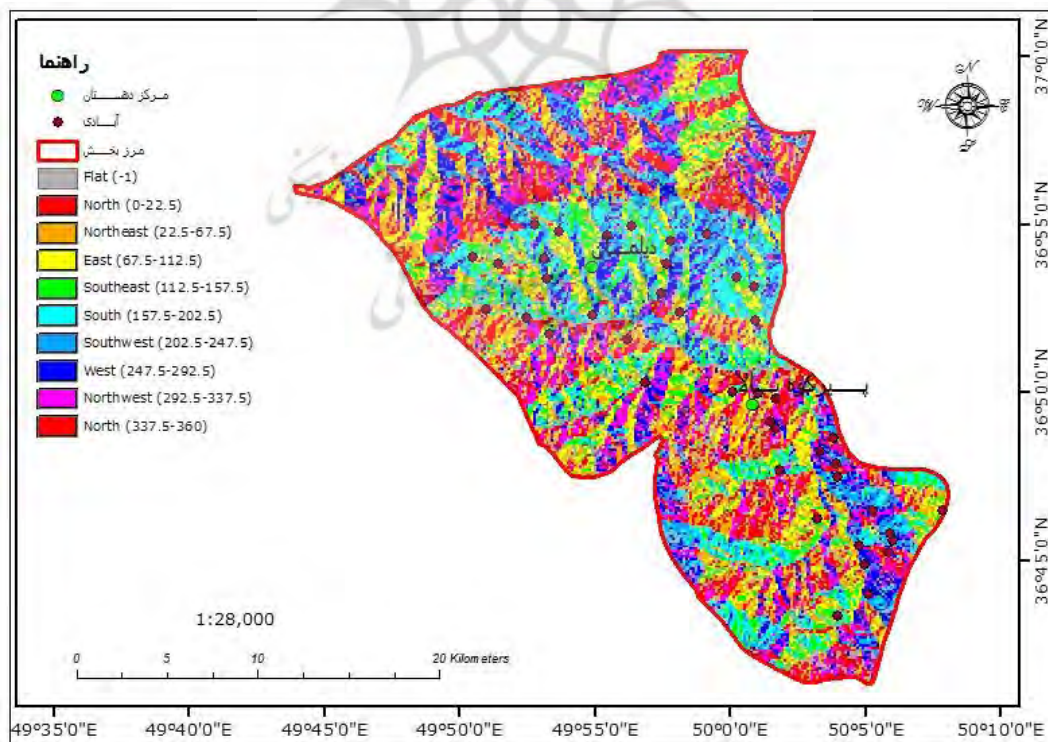 راهنما
مرکز دهستان
آبادی
مرز بخش
Flat (-1)
North (0-22.5)
Northeast (22.5-67.5)
East (67.5-112.5)
Southeast (112.5-157.5)
South (157.5-202.5)
Southwest (202.5-247.5)
West (247.5-292.5)
Northwest (292.5-337.5)
North (337.5-360)
N
W
S
دیلمان
1:28,000
0 5 10 20 Kilometers
37°0'0"N
36°55'0"N
36°5'0"N
36°45'0"N
49°35'0"E 49°40'0"E 49°45'0"E 49°50'0"E 49°55'0"E 50°0'0"E 50°5'0"E 50°10'0"E